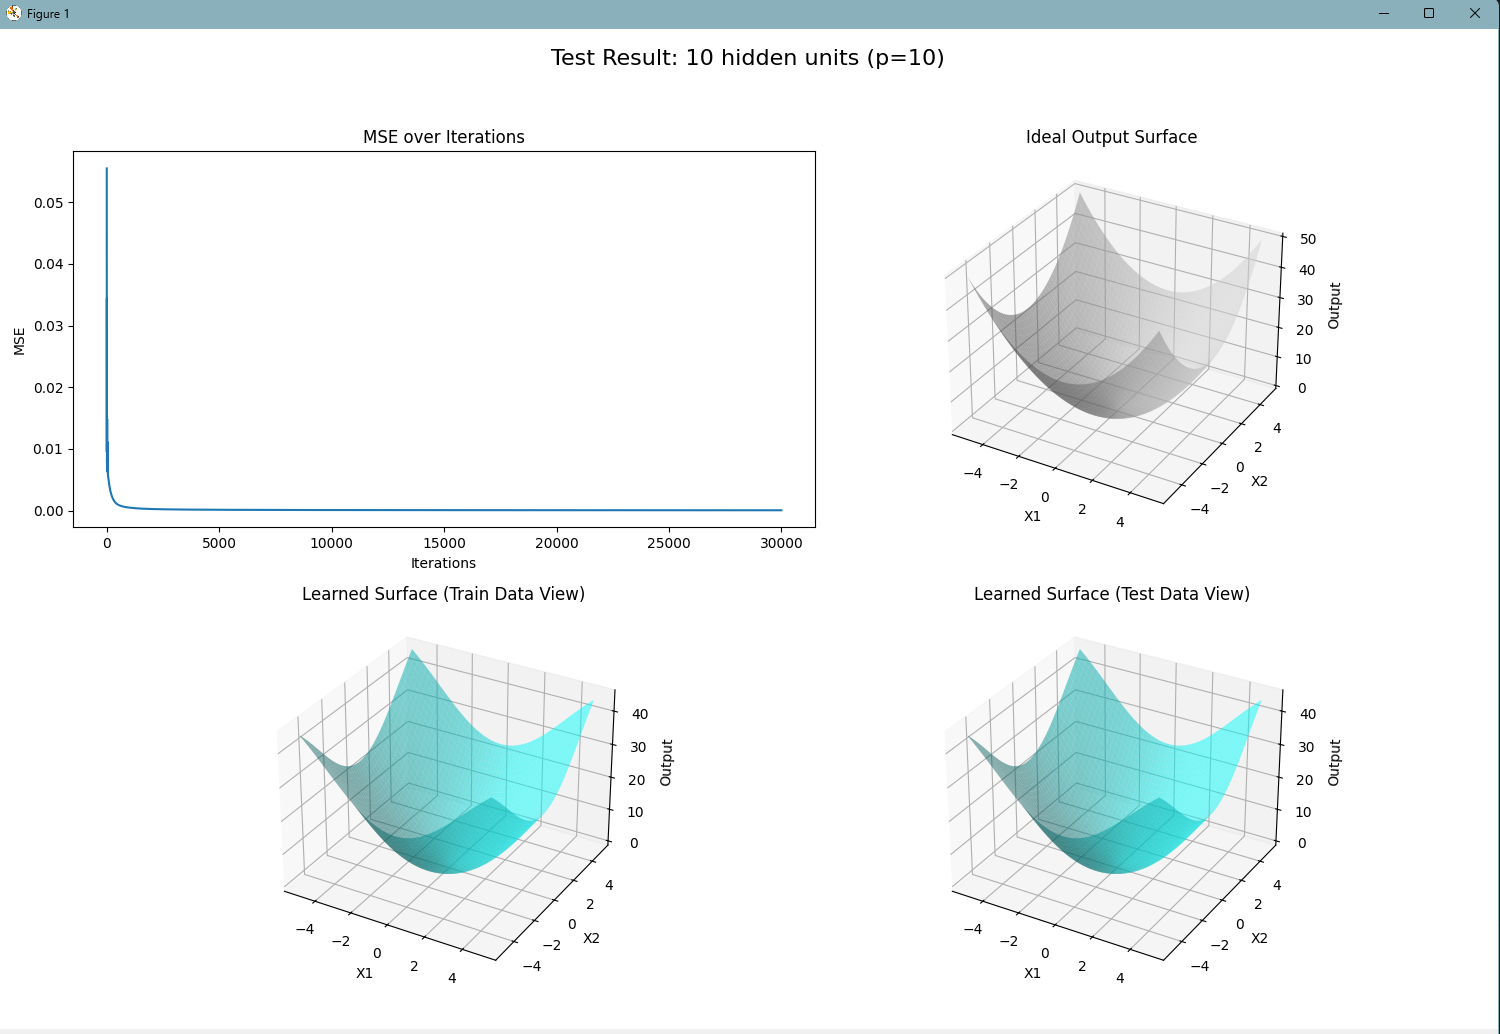 Figure 1
Test Result: 10 hidden units (p=10)
MSE over Iterations
MSE
0.05
0.04
0.03
0.02
0.01
0.00
0 5000 10000 15000 20000 25000 30000
Iterations
Ideal Output Surface
50
40
30
20
10
0
Output
4
2
0
−2
−4
X2
−4
−2
0
2
4
X1
Learned Surface (Train Data View)
40
30
20
10
0
Output
4
2
0
−2
−4
X2
−4
−2
0
2
4
X1
Learned Surface (Test Data View)
40
30
20
10
0
Output
4
2
0
−2
−4
X2
−4
−2
0
2
4
X1